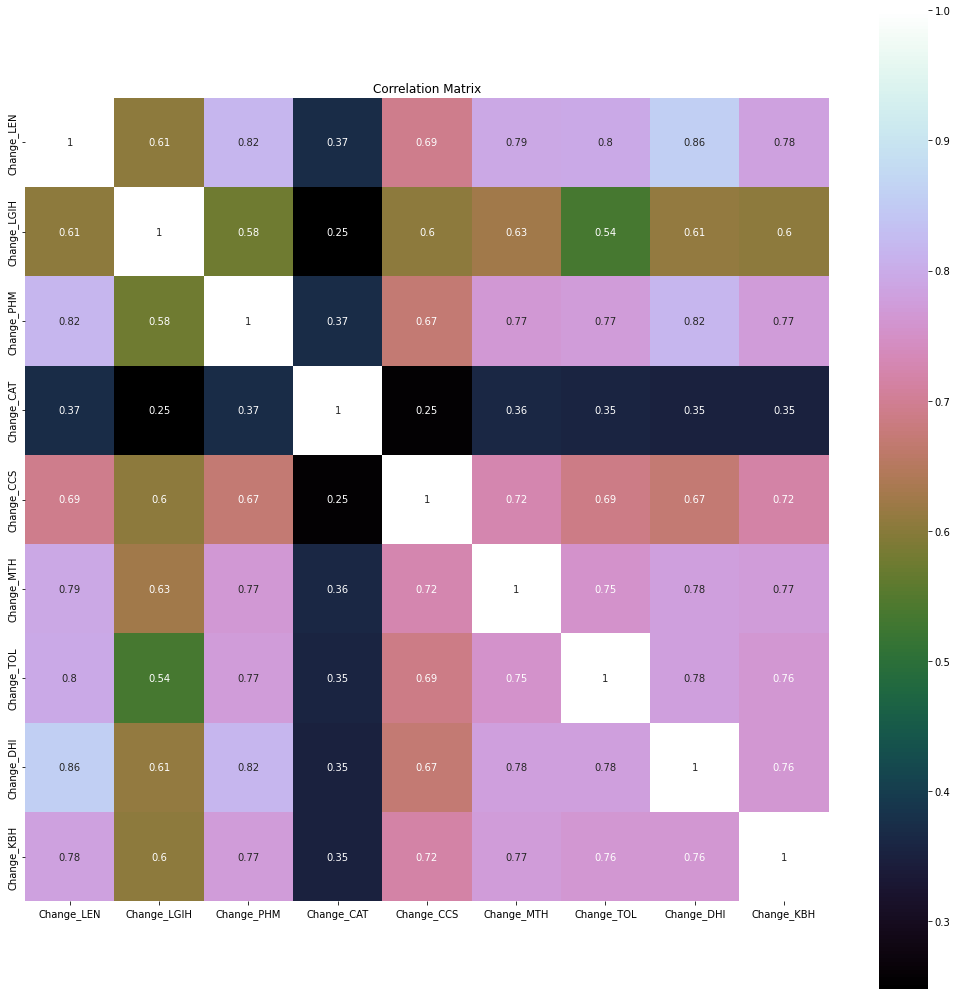 Correlation Matrix
1.0
Change_LEN 1 0.61 0.82 0.37 0.69 0.79 0.8 0.86 0.78
0.9
Change_LGIH 0.61 1 0.58 0.25 0.6 0.63 0.54 0.61 0.6
0.8
Change_PHM 0.82 0.58 1 0.37 0.67 0.77 0.77 0.82 0.77
0.7
Change_CAT 0.37 0.25 0.37 1 0.25 0.36 0.35 0.35 0.35
Change_CCS 0.69 0.6 0.67 0.25 1 0.72 0.69 0.67 0.72
0.6
Change_MTH 0.79 0.63 0.77 0.36 0.72 1 0.75 0.78 0.77
0.5
Change_TOL 0.8 0.54 0.77 0.35 0.69 0.75 1 0.78 0.76
Change_DHI 0.86 0.61 0.82 0.35 0.67 0.78 0.78 1 0.76
0.4
Change_KBH 0.78 0.6 0.77 0.35 0.72 0.77 0.76 0.76 1
0.3
Change_LEN Change_LGIH Change_PHM Change_CAT Change_CCS Change_MTH Change_TOL Change_DHI Change_KBH